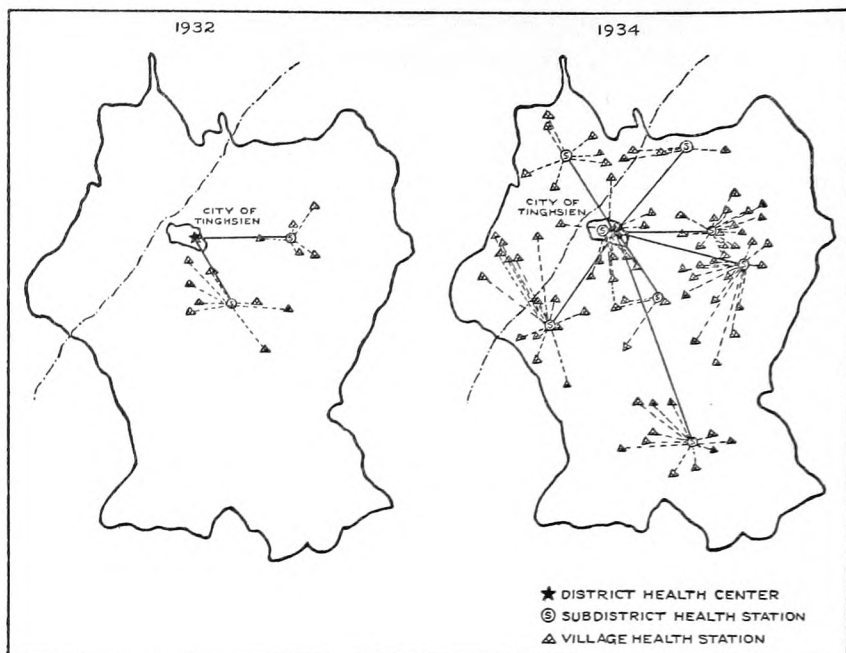 1932
1934
CITY OF
TINGHSIEN
CITY OF
TINGHSIEN
★ DISTRICT HEALTH CENTER
Ⓢ SUBDISTRICT HEALTH STATION
VILLAGE HEALTH STATION